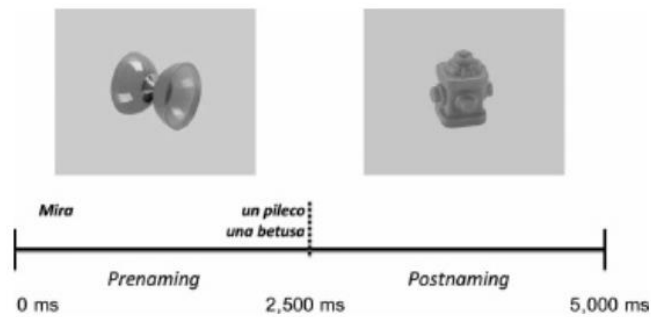 Mira
un pileco
una betusa
Prenaming
Postnaming
0 ms
2,500 ms
5,000 ms